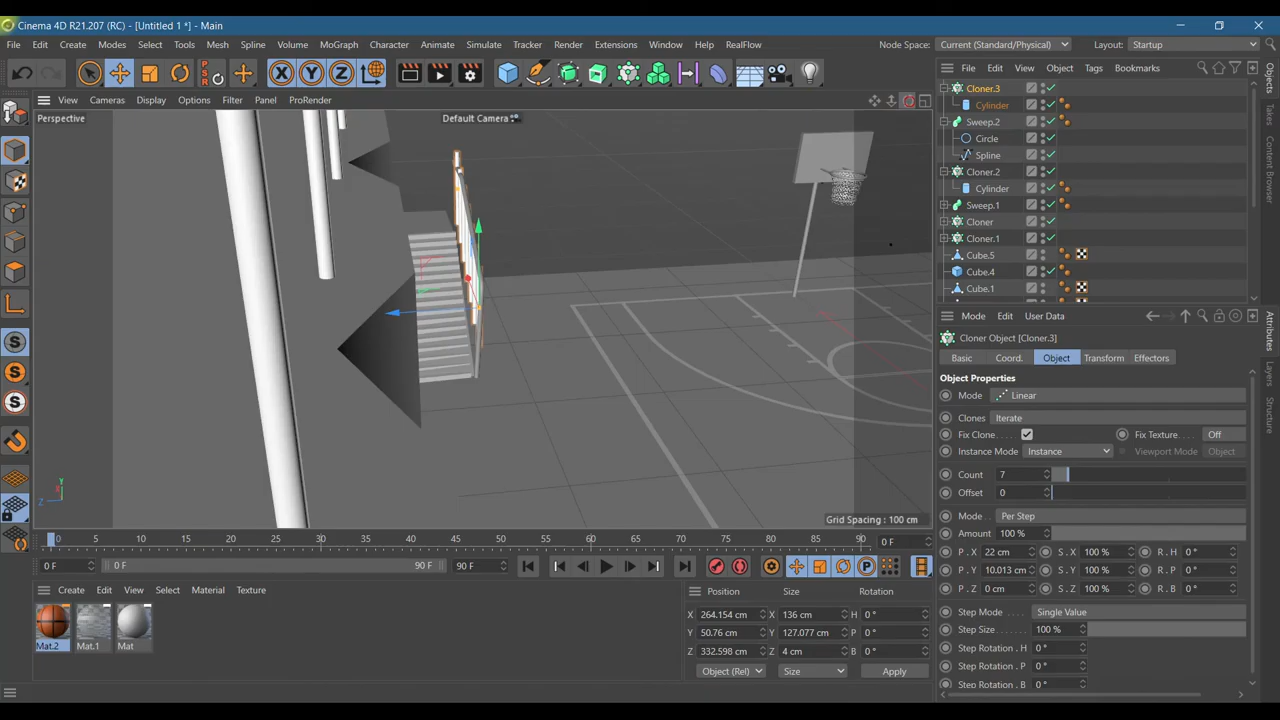 Cinema 4D R21.207 (RC) - [Untitled 1 *] - Main
File Edit Create Modes Select Tools Mesh Spline Volume MoGraph Character Animate Simulate Tracker Render Extensions Window Help RealFlow Node Space: Current (Standard/Physical) Layout: Startup
PSR X Y Z
File Edit View Object Tags Bookmarks
View Cameras Display Options Filter Panel ProRender
Perspective Default Camera
Cloner.3
Cylinder
Sweep.2
Circle
Spline
Cloner.2
Cylinder
Sweep.1
Cloner
Cloner.1
Cube.5
Cube.4
Cube.1
Objects
Takes
Content Browser
Attributes
Layers
Structure
Mode Edit User Data
Cloner Object [Cloner.3]
Basic Coord. Object Transform Effectors
Object Properties
Mode Linear
Clones Iterate
Fix Clone Fix Texture Off
Instance Mode Instance Viewport Mode Object
Count 7
Offset 0
Mode Per Step
Amount 100 %
P . X 22 cm S . X 100 % R . H 0 °
P . Y 10.013 cm S . Y 100 % R . P 0 °
P . Z 0 cm S . Z 100 % R . B 0 °
Step Mode Single Value
Step Size 100 %
Step Rotation . H 0 °
Step Rotation . P 0 °
Step Rotation . B 0 °
Y
Z
Grid Spacing : 100 cm
0 5 10 15 20 25 30 35 40 45 50 55 60 65 70 75 80 85 90 0 F
0 F 0 F 90 F 90 F
Create Edit View Select Material Texture
Mat.2 Mat.1 Mat
Position Size Rotation
X 264.154 cm X 136 cm H 0 °
Y 50.76 cm Y 127.077 cm P 0 °
Z 332.598 cm Z 4 cm B 0 °
Object (Rel) Size Apply